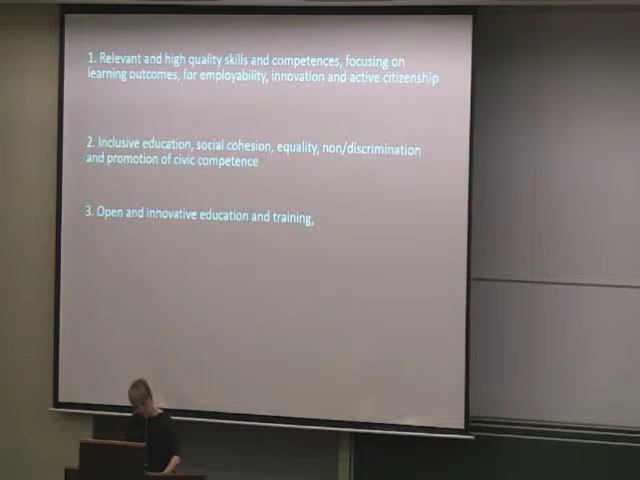 1. Relevant and high quality skills and competences, focusing on
learning outcomes, for employability, innovation and active citizenship
2. Inclusive education, social cohesion, equality, non/discrimination
and promotion of civic competence
3. Open and innovative education and training,